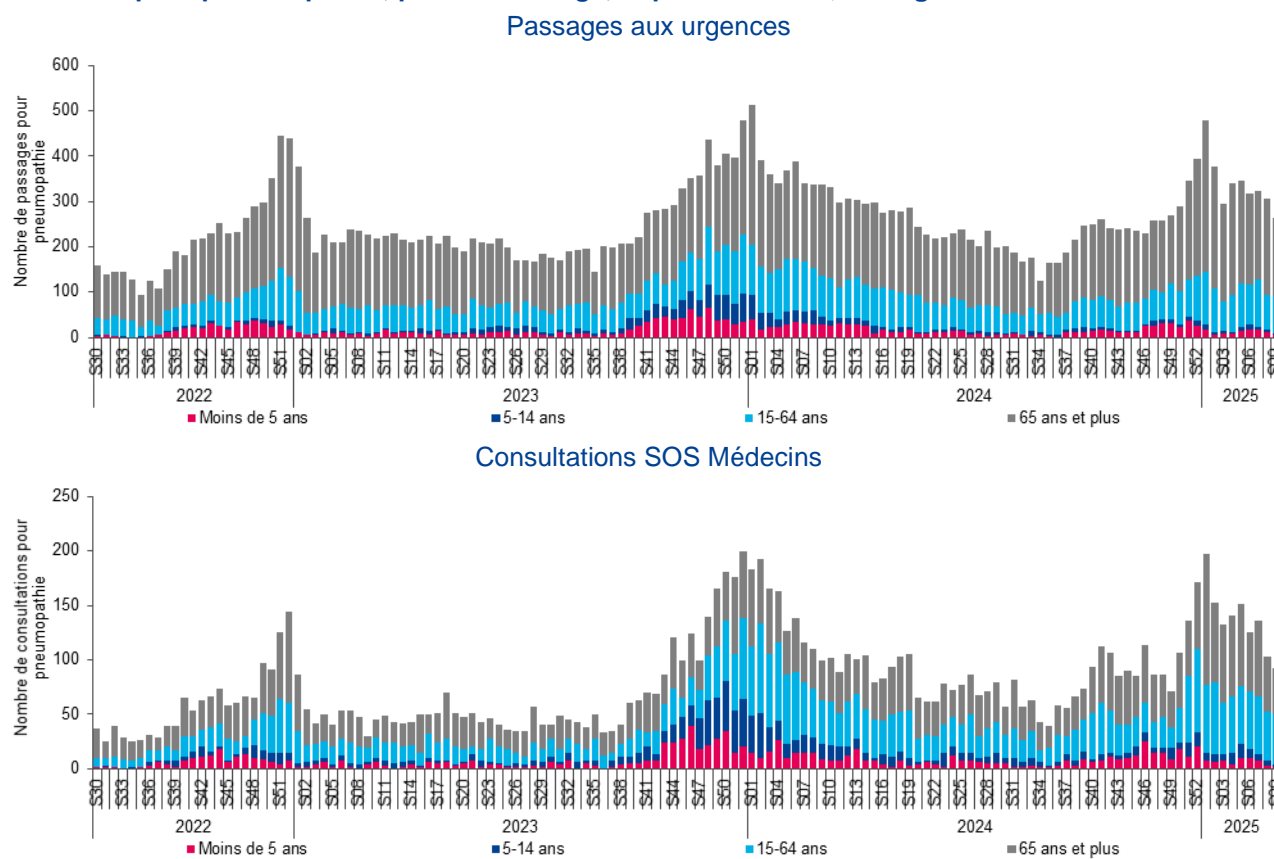 Passages aux urgences
Nombre de passages pour
pneumopathie
600
500
400
300
200
100
0
S30 S33 S36 S39 S42 S45 S48 S51 S02 S05 S08 S11 S14 S17 S20 S23 S26 S29 S32 S35 S38 S41 S44 S47 S50 S01 S04 S07 S10 S13 S16 S19 S22 S25 S28 S31 S34 S37 S40 S43 S46 S49 S52 S03 S06
2022 2023 2024 2025
Moins de 5 ans 5-14 ans 15-64 ans 65 ans et plus
Consultations SOS Médecins
Nombre de consultations pour
pneumopathie
250
200
150
100
50
0
S30 S33 S36 S39 S42 S45 S48 S51 S02 S05 S08 S11 S14 S17 S20 S23 S26 S29 S32 S35 S38 S41 S44 S47 S50 S01 S04 S07 S10 S13 S16 S19 S22 S25 S28 S31 S34 S37 S40 S43 S46 S49 S52 S03 S06
2022 2023 2024 2025
Moins de 5 ans 5-14 ans 15-64 ans 65 ans et plus